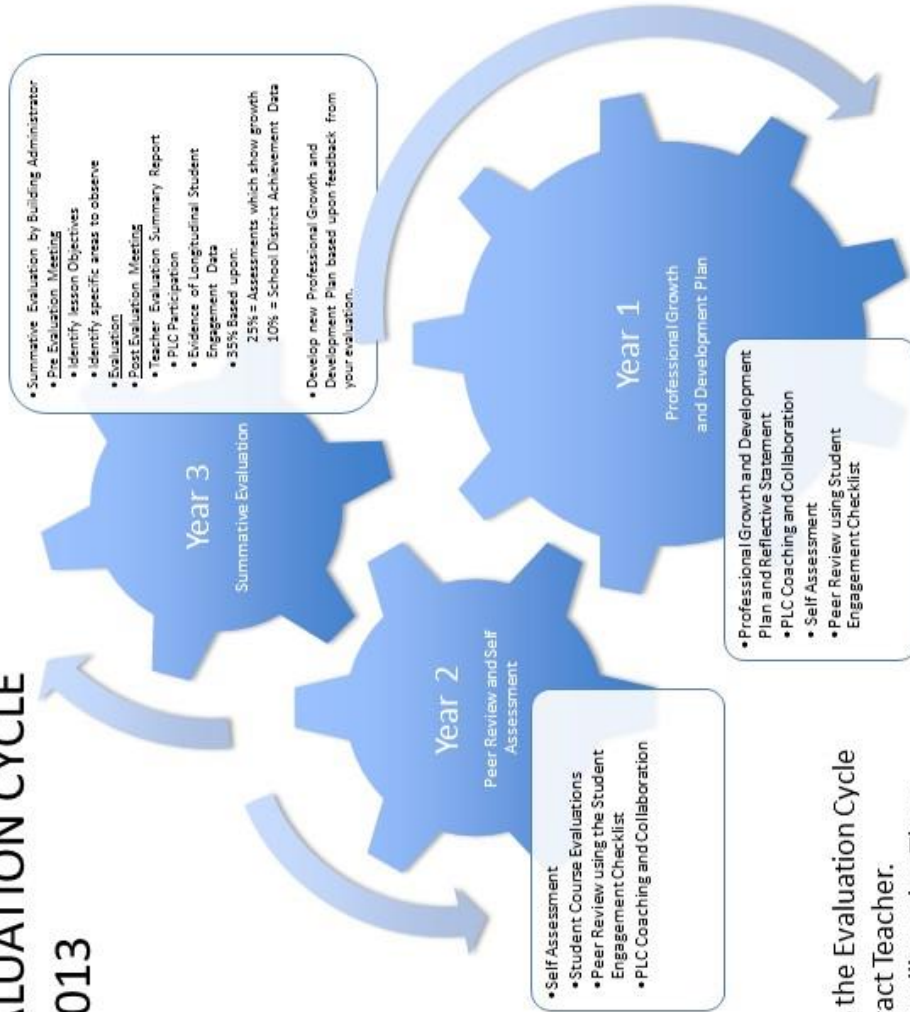 ALUATION CYCLE
013
• Summative Evaluation by Building Administrator
• Pre Evaluation Meeting
• Identify lesson Objectives
• Identify specific areas to observe
• Evaluation
• Post Evaluation Meeting
• Teacher Evaluation Summary Report
• PLC Participation
• Evidence of Longitudinal Student
Engagement Data
• 35% Based upon:
25% = Assessments which show growth
10% = School District Achievement Data
• Develop new Professional Growth and
Development Plan based upon feedback from
your evaluation.
Year 3
Summative Evaluation
Year 2
Peer Review and Self
Assessment
Year 1
Professional Growth
and Development Plan
• Self Assessment
• Student Course Evaluations
• Peer Review using the Student
Engagement Checklist
• PLC Coaching and Collaboration
• Professional Growth and Development
Plan and Reflective Statement
• PLC Coaching and Collaboration
• Self Assessment
• Peer Review using Student
Engagement Checklist
the Evaluation Cycle
act Teacher.